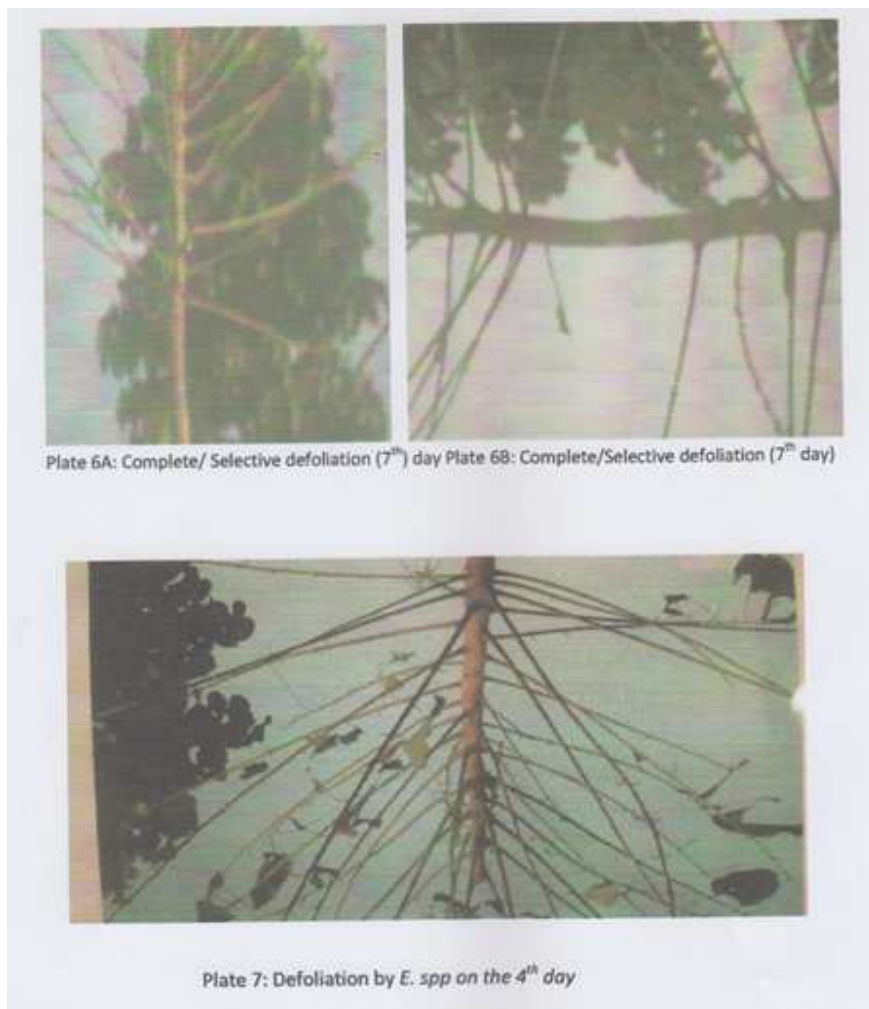 Plate 6A: Complete/ Selective defoliation (7th) day Plate 6B: Complete/Selective defoliation (7th day)
Plate 7: Defoliation by E. spp on the 4th day